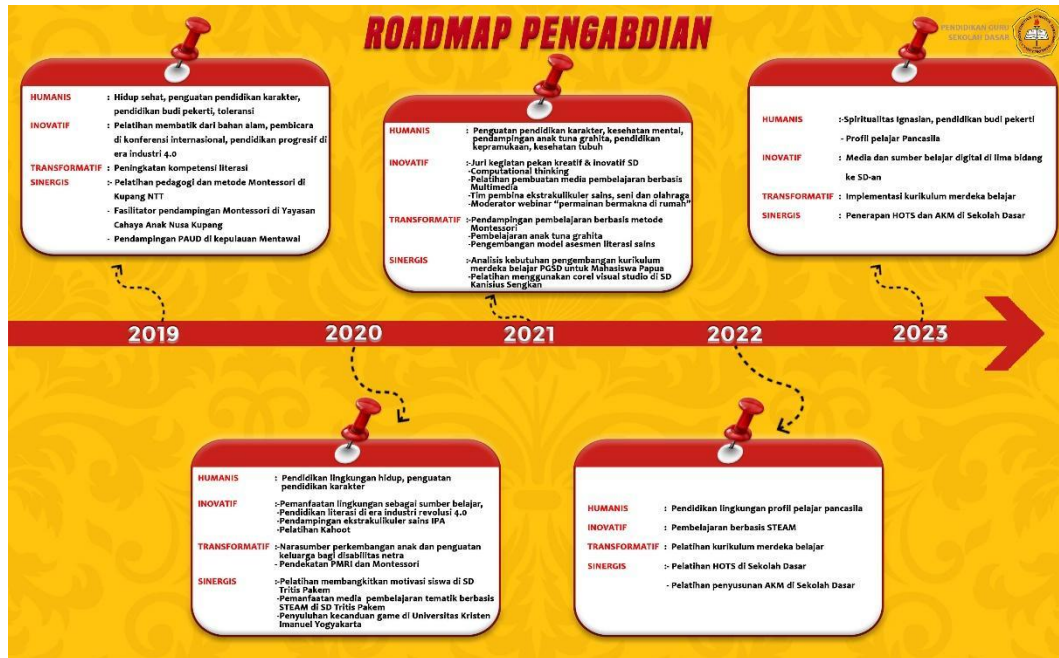 ROADMAP PENGABDIAN
PENDIDIKAN GURU
SEKOLAH DASAR
HUMANIS : Hidup sehat, penguatan pendidikan karakter,
pendidikan budi pekerti, toleransi
INOVATIF : Pelatihan membatik dari bahan alam, pembicara
di konferensi internasional, pendidikan progresif di
era industri 4.0
TRANSFORMATIF : Peningkatan kompetensi literasi
SINERGIS :- Pelatihan pedagogi dan metode Montessori di
Kupang NTT
- Fasilitator pendampingan Montessori di Yayasan
Cahaya Anak Nusa Kupang
- Pendampingan PAUD di kepulauan Mentawai
HUMANIS : Penguatan pendidikan karakter, kesehatan mental,
pendampingan anak tuna grahita, pendidikan
kepramukaan, kesehatan tubuh
INOVATIF :-Juri kegiatan pekan kreatif & inovatif SD
-Computational thinking
-Pelatihan pembuatan media pembelajaran berbasis
Multimedia
-Tim pembina ekstrakulikuler sains, seni dan olahraga
-Moderator webinar “permainan bermakna di rumah”
TRANSFORMATIF :-Pendampingan pembelajaran berbasis metode
Montessori
-Pembelajaran anak tuna grahita
-Pengembangan model asesmen literasi sains
SINERGIS :-Analisis kebutuhan pengembangan kurikulum
merdeka belajar PGSD untuk Mahasiswa Papua
-Pelatihan menggunakan corel visual studio di SD
Kanisius Sengkan
HUMANIS :-Spiritualitas Ignasian, pendidikan budi pekerti
- Profil pelajar Pancasila
INOVATIF : Media dan sumber belajar digital di lima bidang
ke SD-an
TRANSFORMATIF : Implementasi kurikulum merdeka belajar
SINERGIS : Penerapan HOTS dan AKM di Sekolah Dasar
2019 2020 2021 2022 2023
HUMANIS : Pendidikan lingkungan hidup, penguatan
pendidikan karakter
INOVATIF :-Pemanfaatan lingkungan sebagai sumber belajar,
-Pendidikan literasi di era industri revolusi 4.0
-Pendampingan ekstrakulikuler sains IPA
-Pelatihan Kahoot
TRANSFORMATIF :-Narasumber perkembangan anak dan penguatan
keluarga bagi disabilitas netra
- Pendekatan PMRI dan Montessori
SINERGIS :-Pelatihan membangkitkan motivasi siswa di SD
Tritis Pakem
-Pemanfaatan media pembelajaran tematik berbasis
STEAM di SD Tritis Pakem
-Penyuluhan kecanduan game di Universitas Kristen
Imanuel Yogyakarta
HUMANIS : Pendidikan lingkungan profil pelajar pancasila
INOVATIF : Pembelajaran berbasis STEAM
TRANSFORMATIF : Pelatihan kurikulum merdeka belajar
SINERGIS :- Pelatihan HOTS di Sekolah Dasar
- Pelatihan penyusunan AKM di Sekolah Dasar